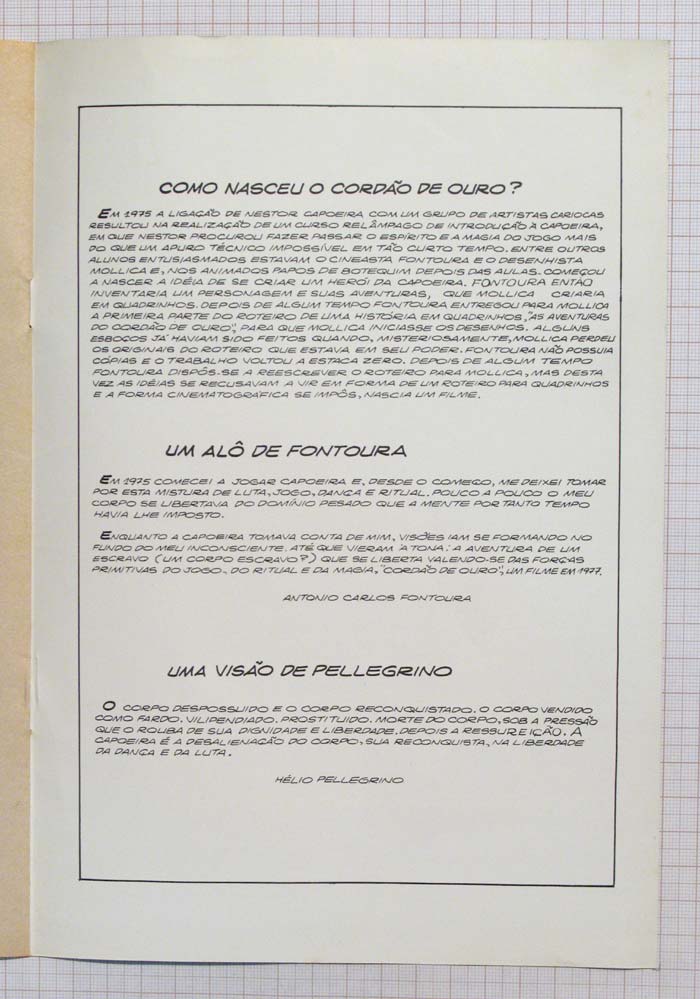 COMO NASCEU O CORDÃO DE OURO?
EM 1975 A LIGAÇÃO DE NESTOR CAPOEIRA COM UM GRUPO DE ARTISTAS CARIOCAS
RESULTOU NA REALIZAÇÃO DE UM CURSO RELÂMPAGO DE INTRODUÇÃO À CAPOEIRA,
EM QUE NESTOR PROCUROU FAZER PASSAR O ESPÍRITO E A MAGIA DO JOGO MAIS
DO QUE UM APURO TÉCNICO IMPOSSÍVEL EM TÃO CURTO TEMPO. ENTRE OUTROS
ALUNOS ENTUSIASMADOS ESTAVAM O CINEASTA FONTOURA E O DESENHISTA
MOLLICA E, NOS ANIMADOS PAPOS DE BOTEQUIM DEPOIS DAS AULAS. COMEÇOU
A NASCER A IDÉIA DE SE CRIAR UM HERÓI DA CAPOEIRA. FONTOURA ENTÃO
INVENTARIA UM PERSONAGEM E SUAS AVENTURAS, QUE MOLLICA CRIARIA
EM QUADRINHOS. DEPOIS DE ALGUM TEMPO FONTOURA ENTREGOU PARA MOLLICA
A PRIMEIRA PARTE DO ROTEIRO DE UMA HISTÓRIA EM QUADRINHOS, "AS AVENTURAS
DO CORDÃO DE OURO", PARA QUE MOLLICA INICIASSE OS DESENHOS. ALGUNS
ESBOÇOS JÁ HAVIAM SIDO FEITOS QUANDO, MISTERIOSAMENTE, MOLLICA PERDEU
OS ORIGINAIS DO ROTEIRO QUE ESTAVA EM SEU PODER. FONTOURA NÃO POSSUIA
CÓPIAS E O TRABALHO VOLTOU A ESTACA ZERO. DEPOIS DE ALGUM TEMPO
FONTOURA DISPÔS-SE A REESCREVER O ROTEIRO PARA MOLLICA, MAS DESTA
VEZ AS IDÉIAS SE RECUSAVAM A VIR EM FORMA DE UM ROTEIRO PARA QUADRINHOS
E A FORMA CINEMATOGRÁFICA SE IMPÔS, NASCIA UM FILME.
UM ALÔ DE FONTOURA
EM 1975 COMECEI A JOGAR CAPOEIRA E, DESDE O COMEÇO, ME DEIXEI TOMAR
POR ESTA MISTURA DE LUTA, JOGO, DANÇA E RITUAL. POUCO A POUCO O MEU
CORPO SE LIBERTAVA DO DOMÍNIO PESADO QUE A MENTE POR TANTO TEMPO
HAVIA LHE IMPOSTO.
ENQUANTO A CAPOEIRA TOMAVA CONTA DE MIM, VISÕES IAM SE FORMANDO NO
FUNDO DO MEU INCONSCIENTE. ATÉ QUE VIERAM À TONA: A AVENTURA DE UM
ESCRAVO (UM CORPO ESCRAVO?) QUE SE LIBERTA VALENDO-SE DAS FORÇAS
PRIMITIVAS DO JOGO. DO RITUAL E DA MAGIA, "CORDÃO DE OURO", UM FILME EM 1977.
ANTONIO CARLOS FONTOURA
UMA VISÃO DE PELLEGRINO
O CORPO DESPOSSUIDO E O CORPO RECONQUISTADO. O CORPO VENDIDO
COMO FARDO. VILIPENDIADO. PROSTITUIDO. MORTE DO CORPO, SOB A PRESSÃO
QUE O ROUBA DE SUA DIGNIDADE E LIBERDADE. DEPOIS A RESSUREIÇÃO. A
CAPOEIRA É A DESALIENAÇÃO DO CORPO, SUA RECONQUISTA, NA LIBERDADE
DA DANÇA E DA LUTA.
HÉLIO PELLEGRINO